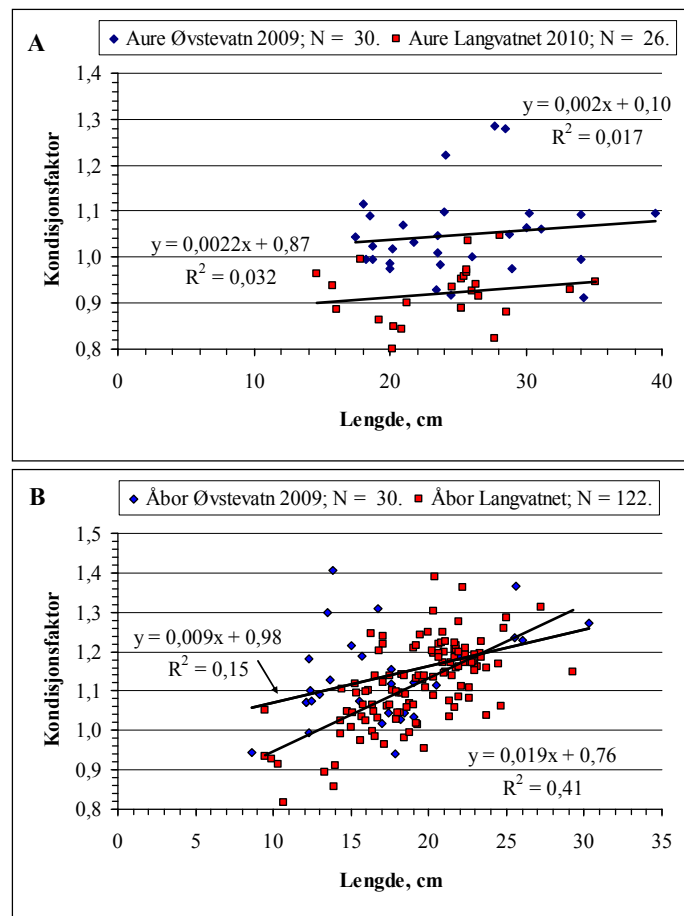 A
Aure Øvstevatn 2009; N = 30. Aure Langvatnet 2010; N = 26.
1,4
1,3
1,2
1,1
1,0
0,9
0,8
y = 0,002x + 0,10
R² = 0,017
y = 0,0022x + 0,87
R² = 0,032
Kondisjonsfaktor
0 10 20 30 40
Lengde, cm
B
Åbor Øvstevatn 2009; N = 30. Åbor Langvatnet; N = 122.
1,5
1,4
1,3
1,2
1,1
1,0
0,9
0,8
y = 0,009x + 0,98
R² = 0,15
y = 0,019x + 0,76
R² = 0,41
Kondisjonsfaktor
0 5 10 15 20 25 30 35
Lengde, cm